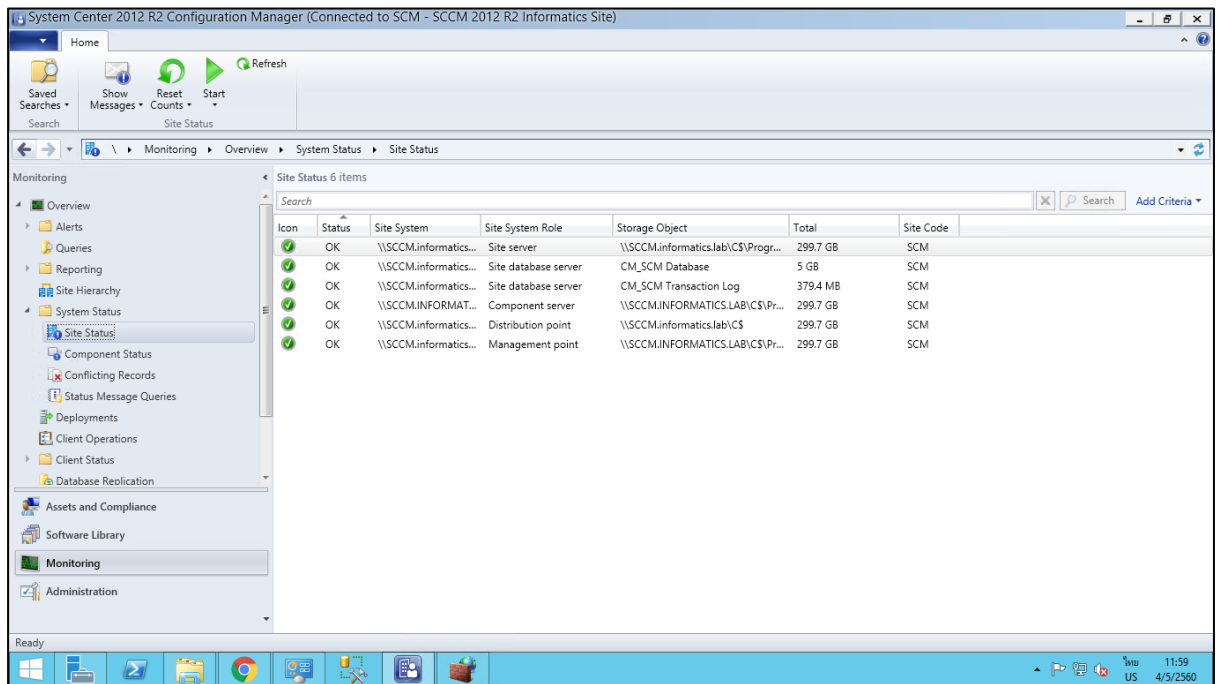 System Center 2012 R2 Configuration Manager (Connected to SCM - SCCM 2012 R2 Informatics Site)
Home
Saved Searches
Show Messages
Reset Counts
Start
Refresh
Search
Site Status
\ Monitoring Overview System Status Site Status
Monitoring
Overview
Alerts
Queries
Reporting
Site Hierarchy
System Status
Site Status
Component Status
Conflicting Records
Status Message Queries
Deployments
Client Operations
Client Status
Database Replication
Assets and Compliance
Software Library
Monitoring
Administration
Site Status 6 items
Search Search Add Criteria
Icon Status Site System Site System Role Storage Object Total Site Code
OK \\SCCM.informatics... Site server \\SCCM.informatics.lab\C$\Progr... 299.7 GB SCM
OK \\SCCM.informatics... Site database server CM_SCM Database 5 GB SCM
OK \\SCCM.informatics... Site database server CM_SCM Transaction Log 379.4 MB SCM
OK \\SCCM.INFORMAT... Component server \\SCCM.INFORMATICS.LAB\C$\Pr... 299.7 GB SCM
OK \\SCCM.informatics... Distribution point \\SCCM.informatics.lab\C$ 299.7 GB SCM
OK \\SCCM.informatics... Management point \\SCCM.INFORMATICS.LAB\C$\Pr... 299.7 GB SCM
Ready
ไทย 11:59
US 4/5/2560